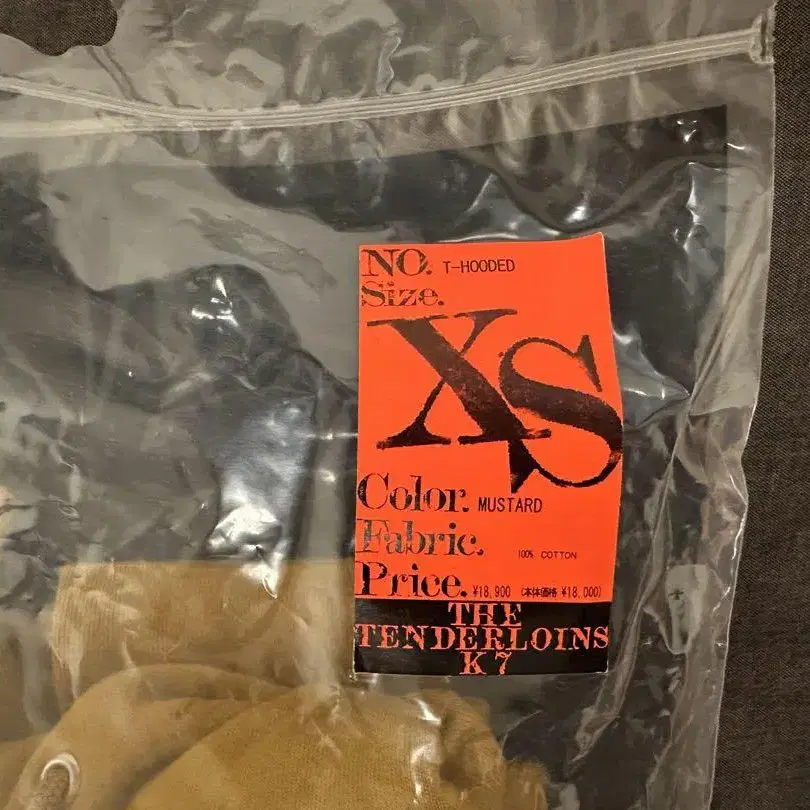 NO. T-HOODED
Size.
XS
Color. MUSTARD
Fabric. 100% COTTON
Price. ¥18,900 (本体価格 ¥18,000)
THE
TENDERLOINS
K7